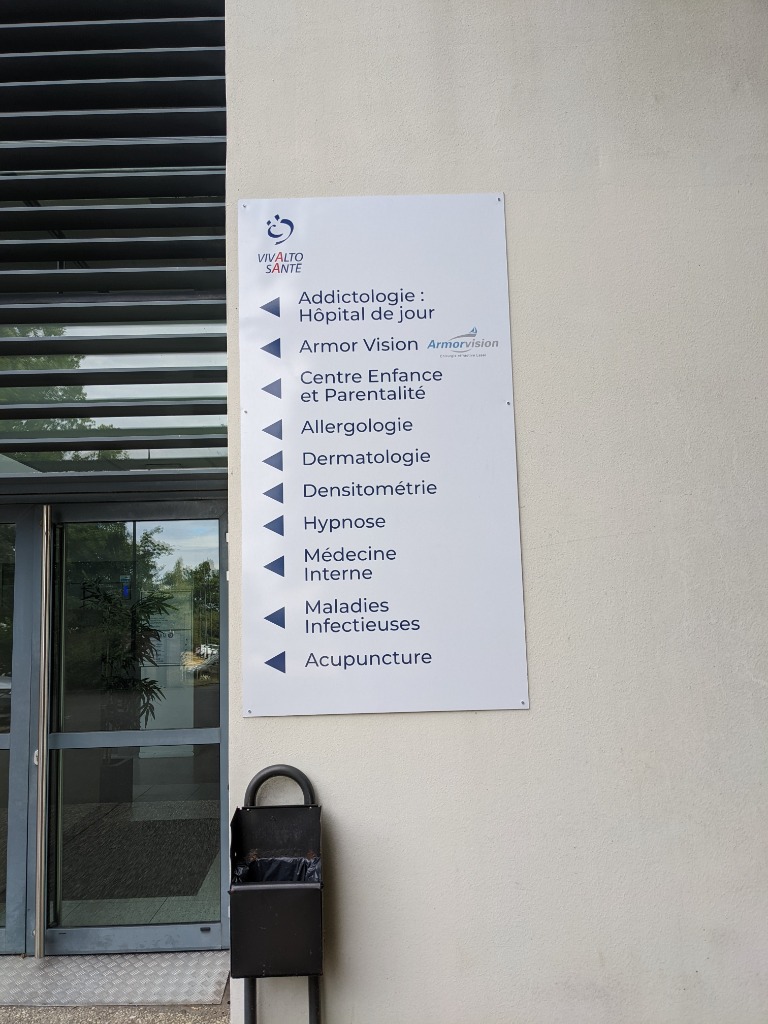 VIVALTO
SANTÉ
Addictologie :
Hôpital de jour
Armor Vision
Armorvision
Centre Enfance
et Parentalité
Allergologie
Dermatologie
Densitométrie
Hypnose
Médecine
Interne
Maladies
Infectieuses
Acupuncture